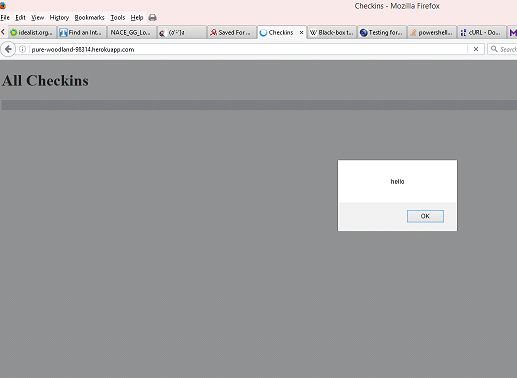 Checkins - Mozilla Firefox
File Edit View History Bookmarks Tools Help
idealist.org... Find an Int... NACE_GG_Lo... Saved For ... Checkins Black-box t... Testing for... powershell... cURL - Do...
pure-woodland-98314.herokuapp.com Search
All Checkins
hello
OK